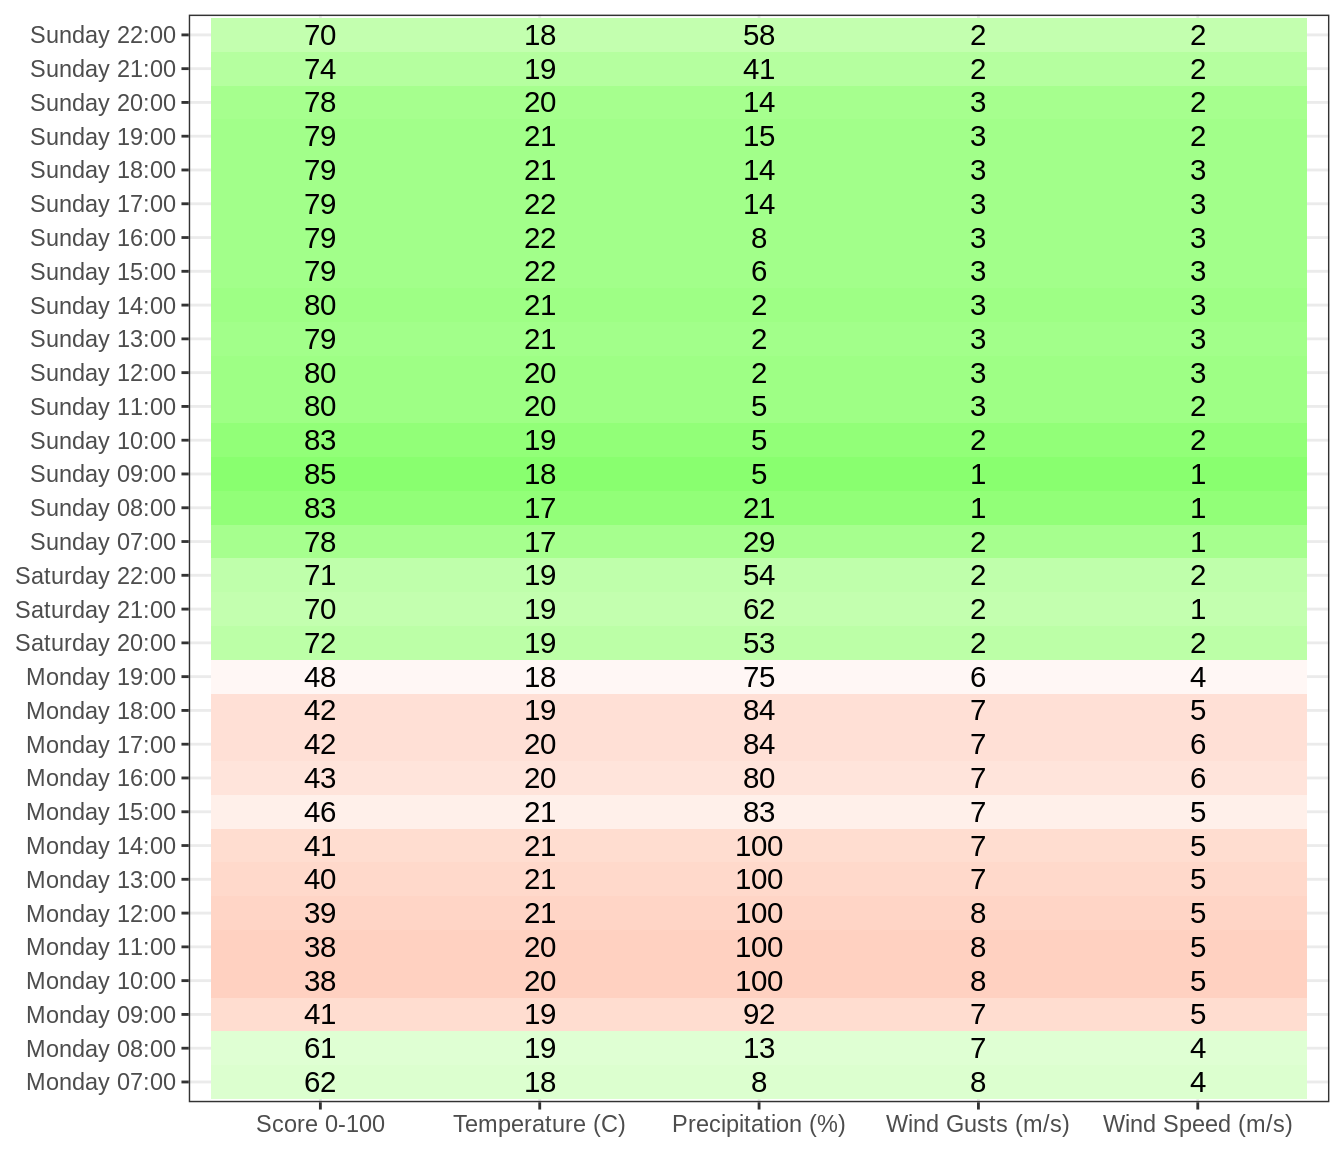 Sunday 22:00 70 18 58 2 2
Sunday 21:00 74 19 41 2 2
Sunday 20:00 78 20 14 3 2
Sunday 19:00 79 21 15 3 2
Sunday 18:00 79 21 14 3 3
Sunday 17:00 79 22 14 3 3
Sunday 16:00 79 22 8 3 3
Sunday 15:00 79 22 6 3 3
Sunday 14:00 80 21 2 3 3
Sunday 13:00 79 21 2 3 3
Sunday 12:00 80 20 2 3 3
Sunday 11:00 80 20 5 3 2
Sunday 10:00 83 19 5 2 2
Sunday 09:00 85 18 5 1 1
Sunday 08:00 83 17 21 1 1
Sunday 07:00 78 17 29 2 1
Saturday 22:00 71 19 54 2 2
Saturday 21:00 70 19 62 2 1
Saturday 20:00 72 19 53 2 2
Monday 19:00 48 18 75 6 4
Monday 18:00 42 19 84 7 5
Monday 17:00 42 20 84 7 6
Monday 16:00 43 20 80 7 6
Monday 15:00 46 21 83 7 5
Monday 14:00 41 21 100 7 5
Monday 13:00 40 21 100 7 5
Monday 12:00 39 21 100 8 5
Monday 11:00 38 20 100 8 5
Monday 10:00 38 20 100 8 5
Monday 09:00 41 19 92 7 5
Monday 08:00 61 19 13 7 4
Monday 07:00 62 18 8 8 4
Score 0-100 Temperature (C) Precipitation (%) Wind Gusts (m/s) Wind Speed (m/s)